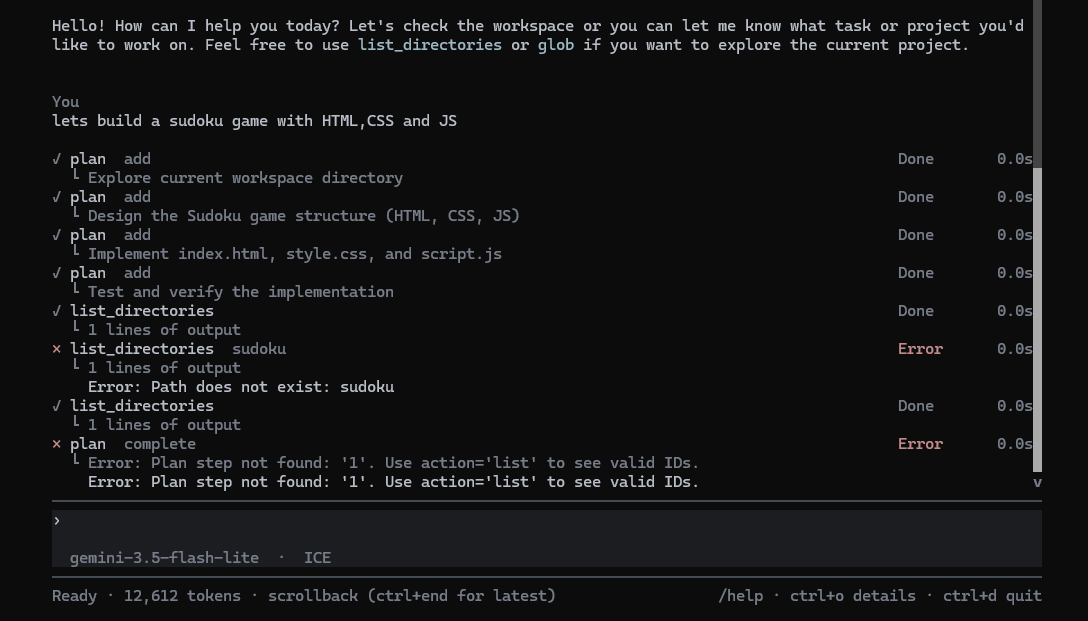 Hello! How can I help you today? Let's check the workspace or you can let me know what task or project you'd
like to work on. Feel free to use list_directories or glob if you want to explore the current project.
You
lets build a sudoku game with HTML,CSS and JS
✓ plan add Done 0.0s
└ Explore current workspace directory
✓ plan add Done 0.0s
└ Design the Sudoku game structure (HTML, CSS, JS)
✓ plan add Done 0.0s
└ Implement index.html, style.css, and script.js
✓ plan add Done 0.0s
└ Test and verify the implementation
✓ list_directories Done 0.0s
└ 1 lines of output
× list_directories sudoku Error 0.0s
└ 1 lines of output
Error: Path does not exist: sudoku
✓ list_directories Done 0.0s
└ 1 lines of output
× plan complete Error 0.0s
└ Error: Plan step not found: '1'. Use action='list' to see valid IDs.
Error: Plan step not found: '1'. Use action='list' to see valid IDs.
v
›
gemini-3.5-flash-lite · ICE
Ready · 12,612 tokens · scrollback (ctrl+end for latest) /help · ctrl+o details · ctrl+d quit